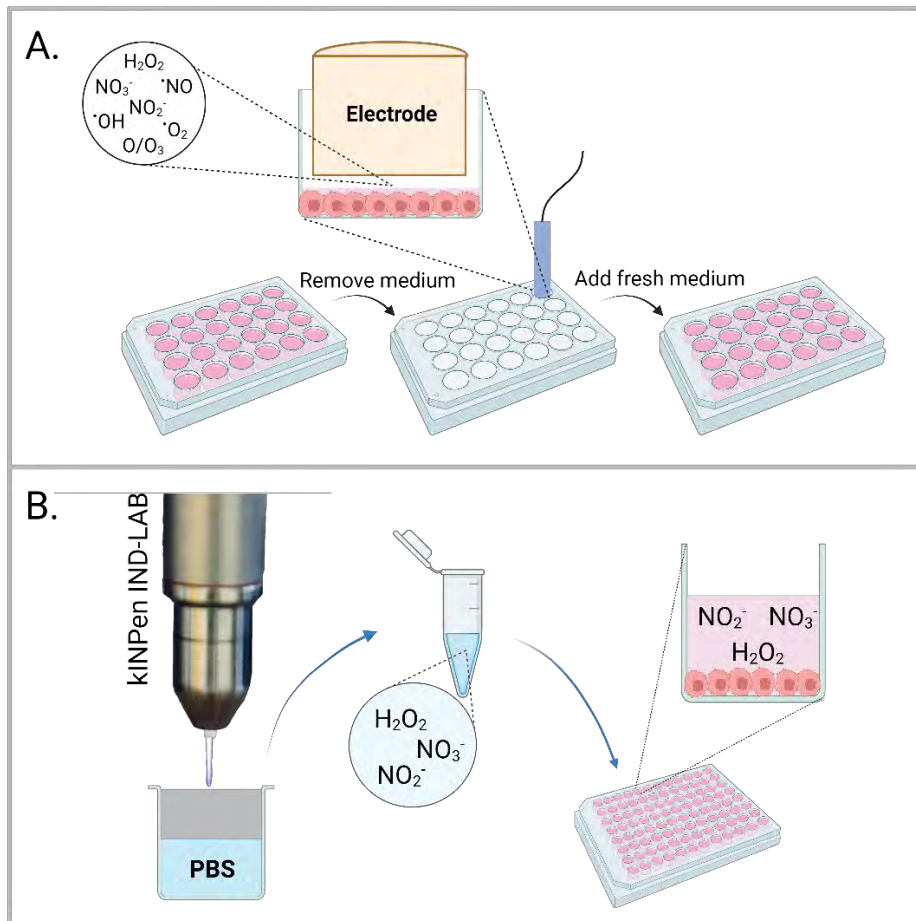 A.
H₂O₂
NO₃⁻ ·NO
NO₂⁻
·OH ·O₂
O/O₃
Electrode
Remove medium
Add fresh medium
B.
kINPen IND-LAB
PBS
H₂O₂
NO₃⁻
NO₂⁻
NO₂⁻ NO₃⁻
H₂O₂